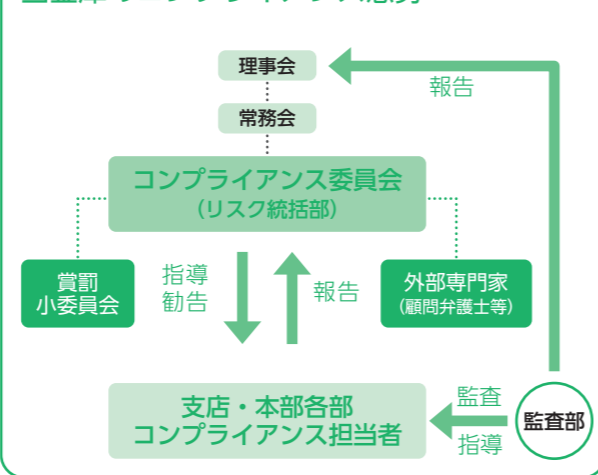 理事会
報告
常務会
コンプライアンス委員会
(リスク統括部)
賞罰
小委員会
指導
勧告
報告
外部専門家
(顧問弁護士等)
支店・本部各部
コンプライアンス担当者
監査
指導
監査部